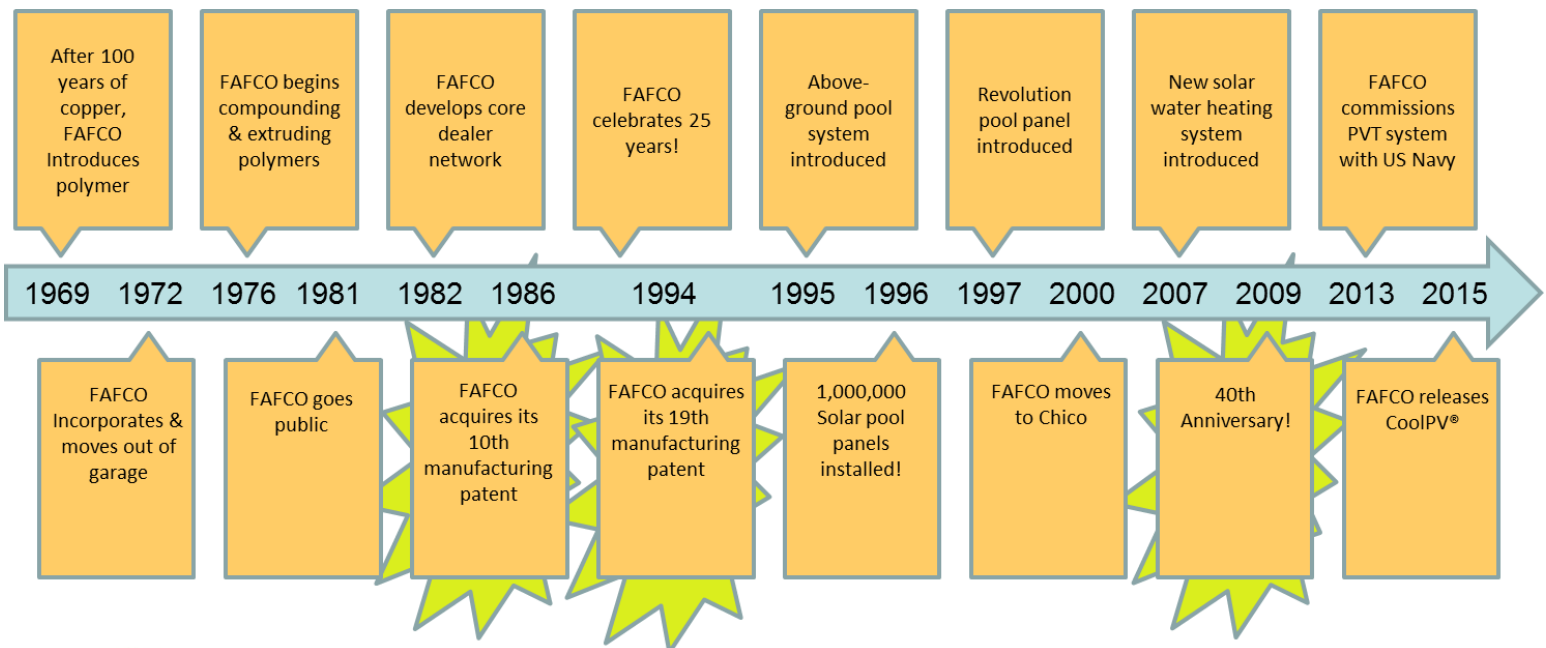 After 100
years of
copper,
FAFCO
Introduces
polymer
FAFCO begins
compounding
& extruding
polymers
FAFCO
develops core
dealer
network
FAFCO
celebrates 25
years!
Above-
ground pool
system
introduced
Revolution
pool panel
introduced
New solar
water heating
system
introduced
FAFCO
commissions
PVT system
with US Navy
1969 1972 1976 1981 1982 1986 1994 1995 1996 1997 2000 2007 2009 2013 2015
FAFCO
Incorporates &
moves out of
garage
FAFCO goes
public
FAFCO
acquires its
10th
manufacturing
patent
FAFCO acquires
its 19th
manufacturing
patent
1,000,000
Solar pool
panels
installed!
FAFCO moves
to Chico
40th
Anniversary!
FAFCO releases
CoolPV®